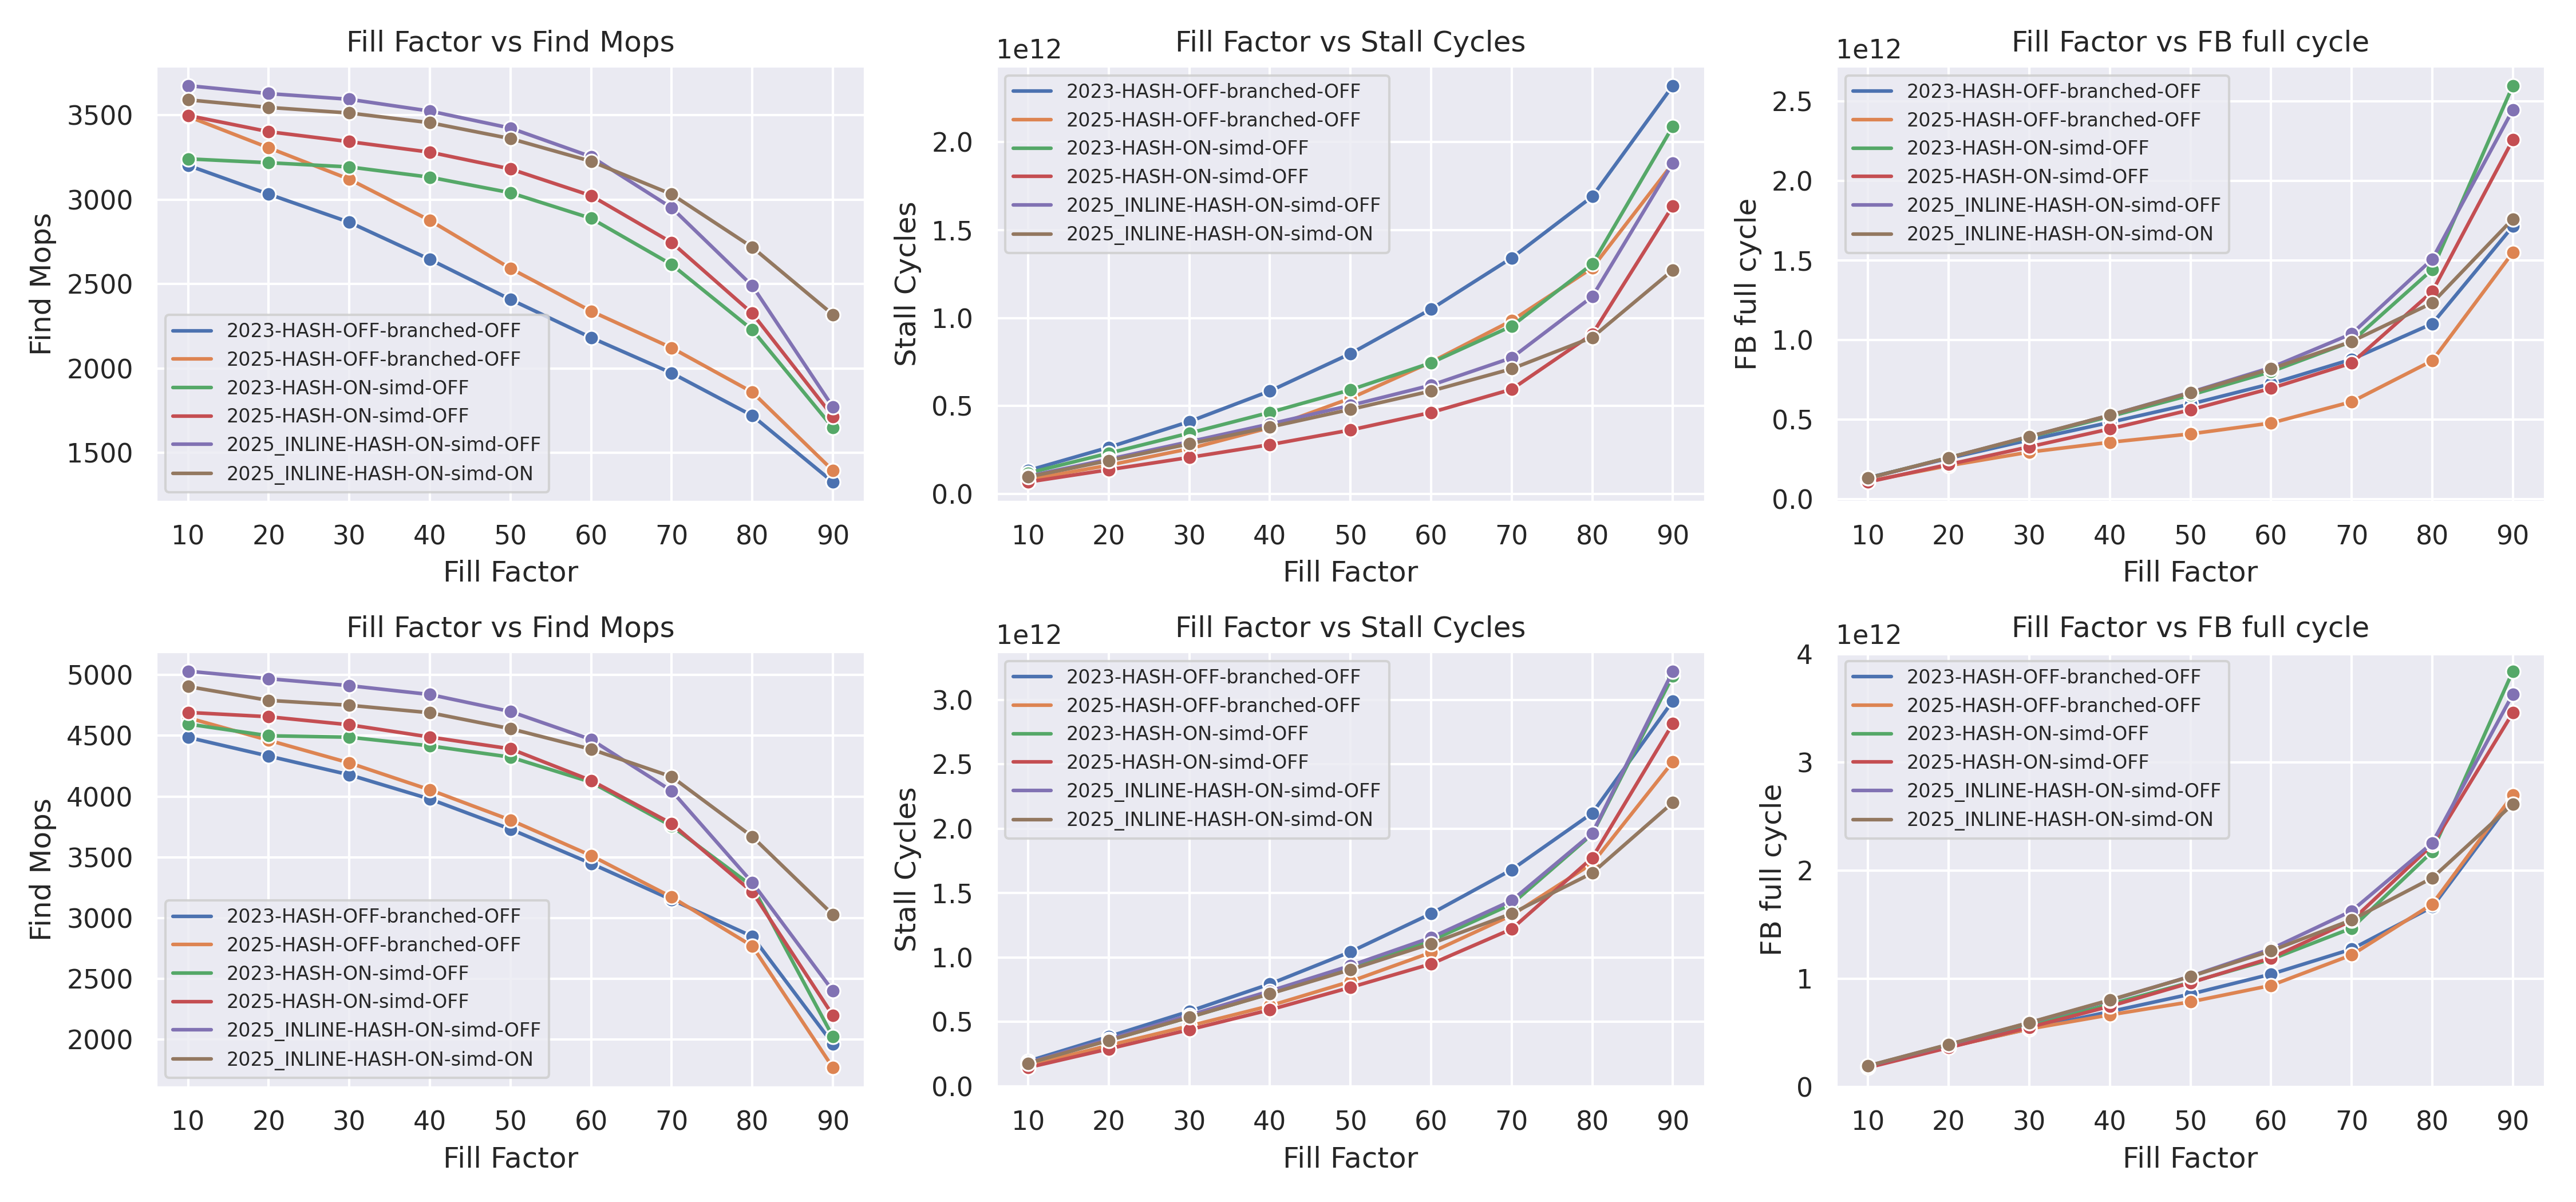 Fill Factor vs Find Mops
3500
3000
2500
2000
1500
Find Mops
2023-HASH-OFF-branched-OFF
2025-HASH-OFF-branched-OFF
2023-HASH-ON-simd-OFF
2025-HASH-ON-simd-OFF
2025_INLINE-HASH-ON-simd-OFF
2025_INLINE-HASH-ON-simd-ON
10 20 30 40 50 60 70 80 90
Fill Factor
1e12
Fill Factor vs Stall Cycles
2.0
1.5
1.0
0.5
0.0
Stall Cycles
2023-HASH-OFF-branched-OFF
2025-HASH-OFF-branched-OFF
2023-HASH-ON-simd-OFF
2025-HASH-ON-simd-OFF
2025_INLINE-HASH-ON-simd-OFF
2025_INLINE-HASH-ON-simd-ON
10 20 30 40 50 60 70 80 90
Fill Factor
1e12
Fill Factor vs FB full cycle
2.5
2.0
1.5
1.0
0.5
0.0
FB full cycle
2023-HASH-OFF-branched-OFF
2025-HASH-OFF-branched-OFF
2023-HASH-ON-simd-OFF
2025-HASH-ON-simd-OFF
2025_INLINE-HASH-ON-simd-OFF
2025_INLINE-HASH-ON-simd-ON
10 20 30 40 50 60 70 80 90
Fill Factor
Fill Factor vs Find Mops
5000
4500
4000
3500
3000
2500
2000
Find Mops
2023-HASH-OFF-branched-OFF
2025-HASH-OFF-branched-OFF
2023-HASH-ON-simd-OFF
2025-HASH-ON-simd-OFF
2025_INLINE-HASH-ON-simd-OFF
2025_INLINE-HASH-ON-simd-ON
10 20 30 40 50 60 70 80 90
Fill Factor
1e12
Fill Factor vs Stall Cycles
3.0
2.5
2.0
1.5
1.0
0.5
0.0
Stall Cycles
2023-HASH-OFF-branched-OFF
2025-HASH-OFF-branched-OFF
2023-HASH-ON-simd-OFF
2025-HASH-ON-simd-OFF
2025_INLINE-HASH-ON-simd-OFF
2025_INLINE-HASH-ON-simd-ON
10 20 30 40 50 60 70 80 90
Fill Factor
1e12
Fill Factor vs FB full cycle
4
3
2
1
0
FB full cycle
2023-HASH-OFF-branched-OFF
2025-HASH-OFF-branched-OFF
2023-HASH-ON-simd-OFF
2025-HASH-ON-simd-OFF
2025_INLINE-HASH-ON-simd-OFF
2025_INLINE-HASH-ON-simd-ON
10 20 30 40 50 60 70 80 90
Fill Factor